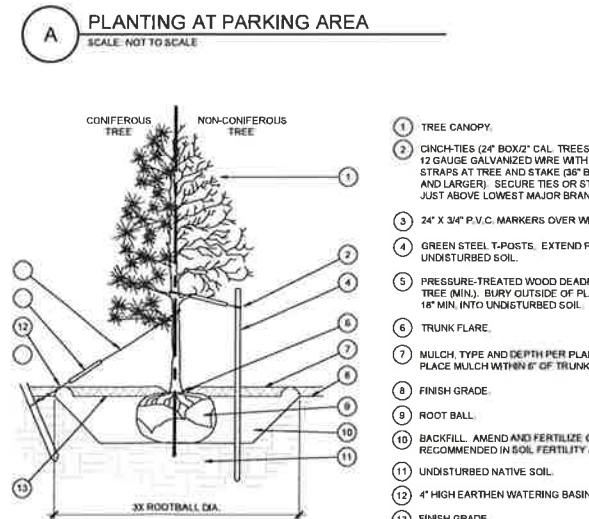 A
PLANTING AT PARKING AREA
SCALE: NOT TO SCALE
CONIFEROUS TREE
NON-CONIFEROUS TREE
1
2
4
6
7
8
9
10
11
12
13
3X ROOTBALL DIA.
1 TREE CANOPY.
2 CINCH-TIES (24" BOX/2" CAL. TREES
12 GAUGE GALVANIZED WIRE WITH
STRAPS AT TREE AND STAKE (36" B
AND LARGER). SECURE TIES OR ST
JUST ABOVE LOWEST MAJOR BRAN
3 24" X 3/4" P.V.C. MARKERS OVER W
4 GREEN STEEL T-POSTS. EXTEND
UNDISTURBED SOIL.
5 PRESSURE-TREATED WOOD DEAD
TREE (MIN.). BURY OUTSIDE OF PL
18" MIN. INTO UNDISTURBED SOIL.
6 TRUNK FLARE.
7 MULCH, TYPE AND DEPTH PER PLA
PLACE MULCH WITHIN 6" OF TRUNK
8 FINISH GRADE.
9 ROOT BALL.
10 BACKFILL. AMEND AND FERTILIZE
RECOMMENDED IN SOIL FERTILITY
11 UNDISTURBED NATIVE SOIL.
12 4" HIGH EARTHEN WATERING BASIN
13 FINISH GRADE